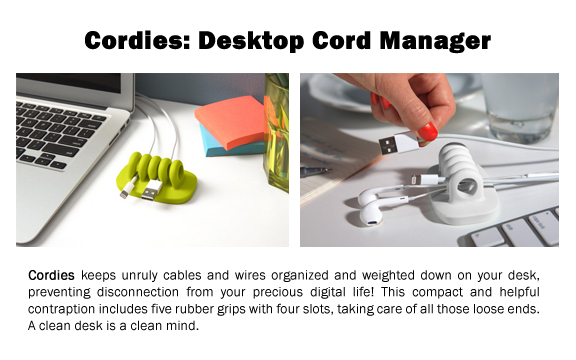 Cordies: Desktop Cord Manager
Cordies keeps unruly cables and wires organized and weighted down on your desk,
preventing disconnection from your precious digital life! This compact and helpful
contraption includes five rubber grips with four slots, taking care of all those loose ends.
A clean desk is a clean mind.